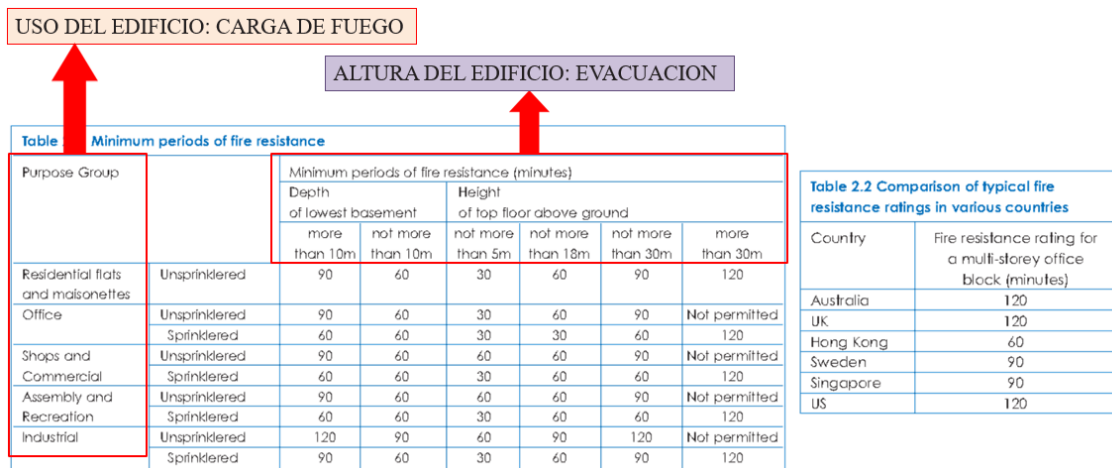 USO DEL EDIFICIO: CARGA DE FUEGO
ALTURA DEL EDIFICIO: EVACUACION
Table Minimum periods of fire resistance
Purpose Group
Minimum periods of fire resistance (minutes)
Depth of lowest basement
Height of top floor above ground
more than 10m
not more than 10m
not more than 5m
not more than 18m
not more than 30m
more than 30m
Residential flats and maisonettes Unsprinklered 90 60 30 60 90 120
Office Unsprinklered 90 60 30 60 90 Not permitted
Sprinklered 60 60 30 30 60 120
Shops and Commercial Unsprinklered 90 60 60 60 90 Not permitted
Sprinklered 60 60 30 60 60 120
Assembly and Recreation Unsprinklered 90 60 60 60 90 Not permitted
Sprinklered 60 60 30 60 60 120
Industrial Unsprinklered 120 90 60 90 120 Not permitted
Sprinklered 90 60 30 60 90 120
Table 2.2 Comparison of typical fire
resistance ratings in various countries
Country
Fire resistance rating for
a multi-storey office
block (minutes)
Australia 120
UK 120
Hong Kong 60
Sweden 90
Singapore 90
US 120